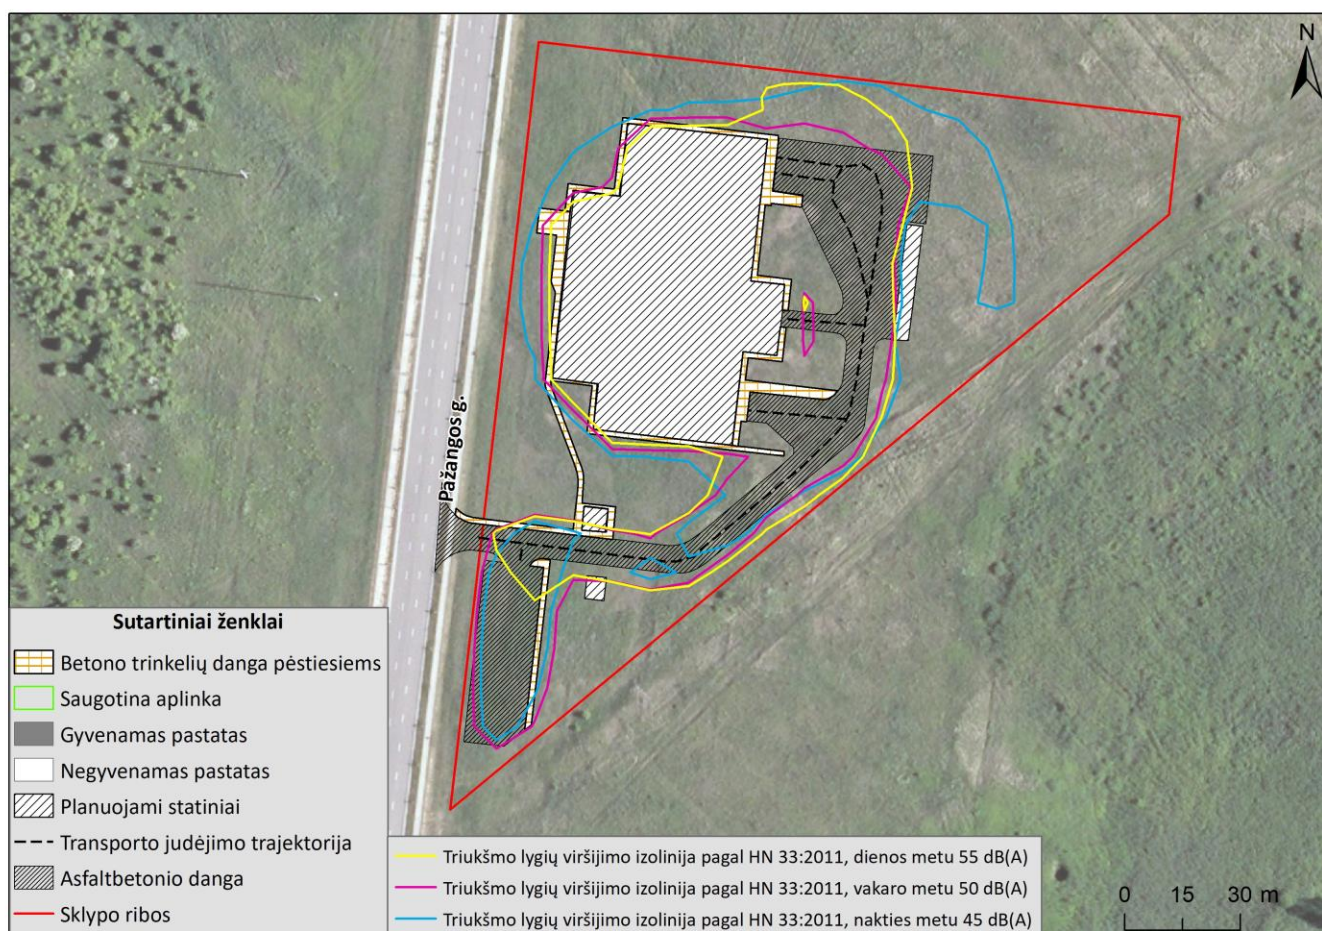 N
Pažangos g.
Sutartiniai ženklai
Betono trinkelių danga pėstiesiems
Saugotina aplinka
Gyvenamas pastatas
Negyvenamas pastatas
Planuojami statiniai
Transporto judėjimo trajektorija
Asfaltbetonio danga
Sklypo ribos
Triukšmo lygių viršijimo izolinija pagal HN 33:2011, dienos metu 55 dB(A)
Triukšmo lygių viršijimo izolinija pagal HN 33:2011, vakaro metu 50 dB(A)
Triukšmo lygių viršijimo izolinija pagal HN 33:2011, nakties metu 45 dB(A)
0 15 30 m